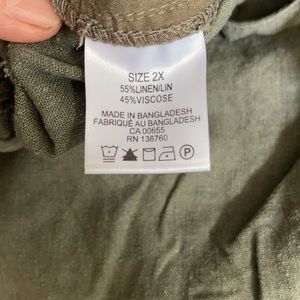 SIZE 2X
55%LINEN/LIN
45%VISCOSE
MADE IN BANGLADESH
FABRIQUÉ AU BANGLADESH
CA 00655
RN 138760
P